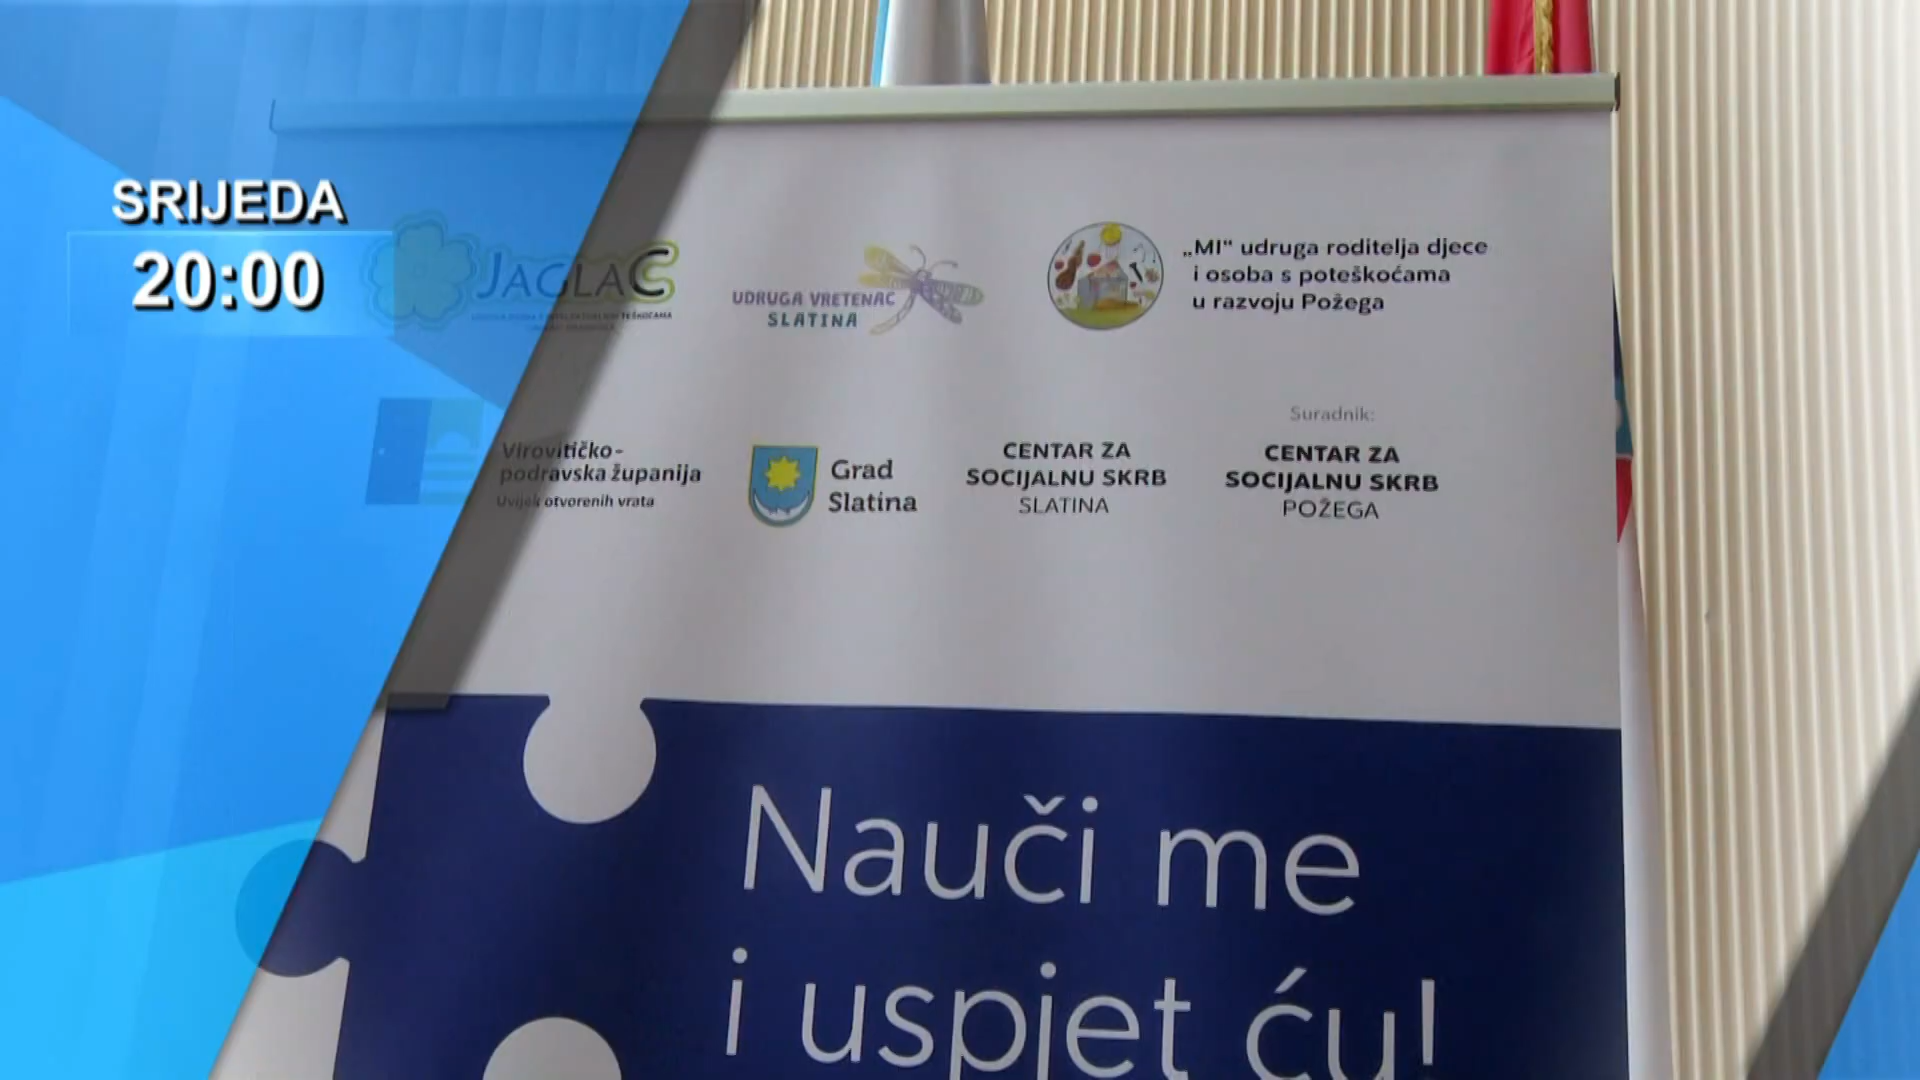 SRIJEDA
20:00
JAGLAC
UDRUGA VRETENAC
SLATINA
„MI“ udruga roditelja djece
i osoba s poteškoćama
u razvoju Požega
Virovitičko-
podravska županija
Uvijek otvorenih vrata
Grad
Slatina
CENTAR ZA
SOCIJALNU SKRB
SLATINA
Suradnik:
CENTAR ZA
SOCIJALNU SKRB
POŽEGA
Nauči me
i uspjet ću!